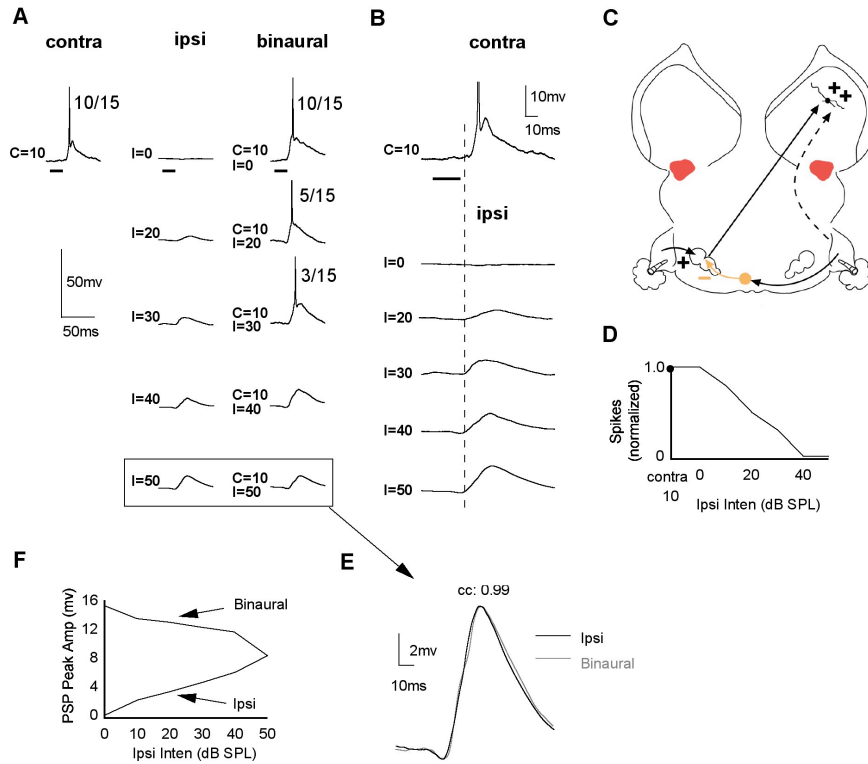 A
contra
ipsi
binaural
10/15
10/15
C=10
I=0
C=10
I=0
5/15
I=20
C=10
I=20
50mv
50ms
3/15
I=30
C=10
I=30
I=40
C=10
I=40
I=50
C=10
I=50
B
contra
10mv
10ms
C=10
ipsi
I=0
I=20
I=30
I=40
I=50
C
+
+
+
−
D
Spikes
(normalized)
1.0
0
contra
10
0
20
40
Ipsi Inten (dB SPL)
F
PSP Peak Amp (mv)
16
12
8
4
0
Binaural
Ipsi
0
10
20
30
40
50
Ipsi Inten (dB SPL)
E
cc: 0.99
2mv
10ms
Ipsi
Binaural